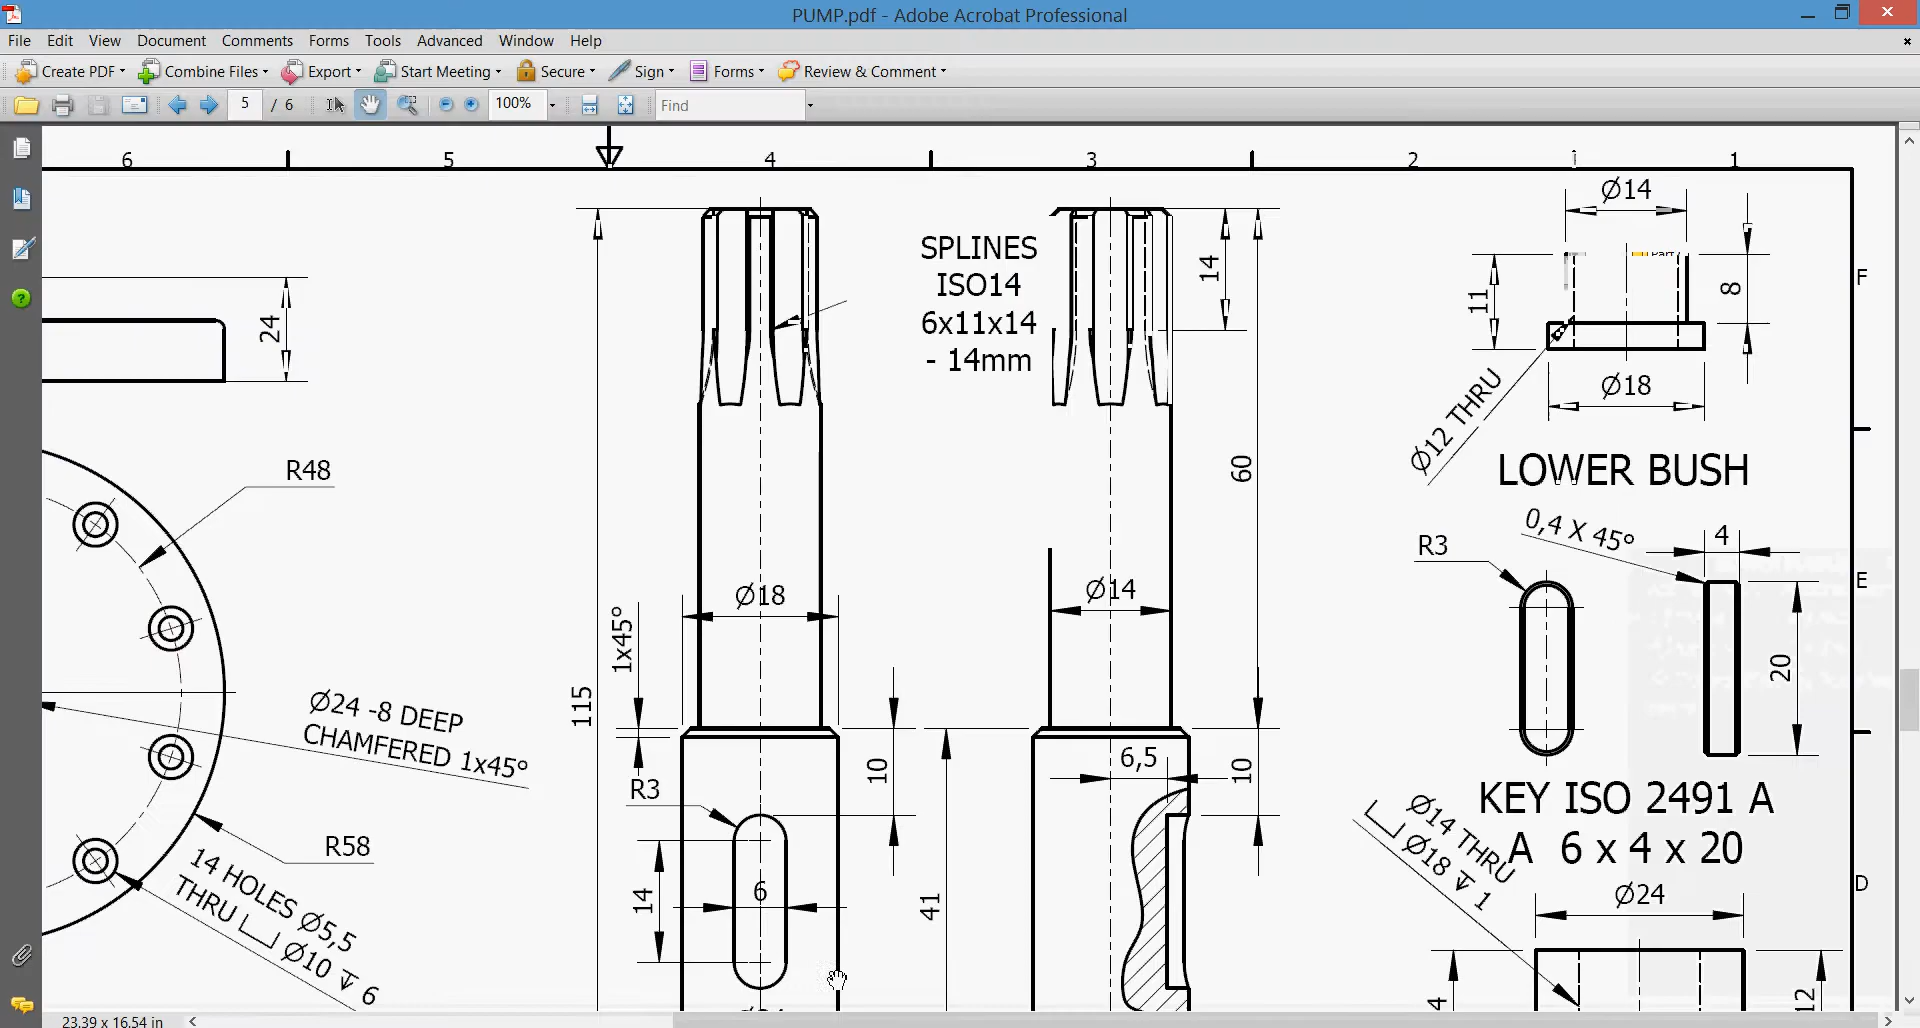 PUMP.pdf - Adobe Acrobat Professional
File Edit View Document Comments Forms Tools Advanced Window Help
Create PDF Combine Files Export Start Meeting Secure Sign Forms Review & Comment
5 / 6 100% Find
6 5 4 3 2 1
F
E
D
24
R48
Ø24 -8 DEEP
CHAMFERED 1x45°
R58
14 HOLES Ø5,5
THRU ⌴ Ø10 ↧ 6
115
1x45°
Ø18
R3
14
6
10
41
SPLINES
ISO14
6x11x14
- 14mm
14
60
Ø14
6,5
10
Ø14
11
8
Ø18
Ø12 THRU
LOWER BUSH
0,4 X 45°
R3
4
20
KEY ISO 2491 A
A 6 x 4 x 20
Ø14 THRU
⌴ Ø18 ↧ 1
Ø24
4
12
23.39 x 16.54 in